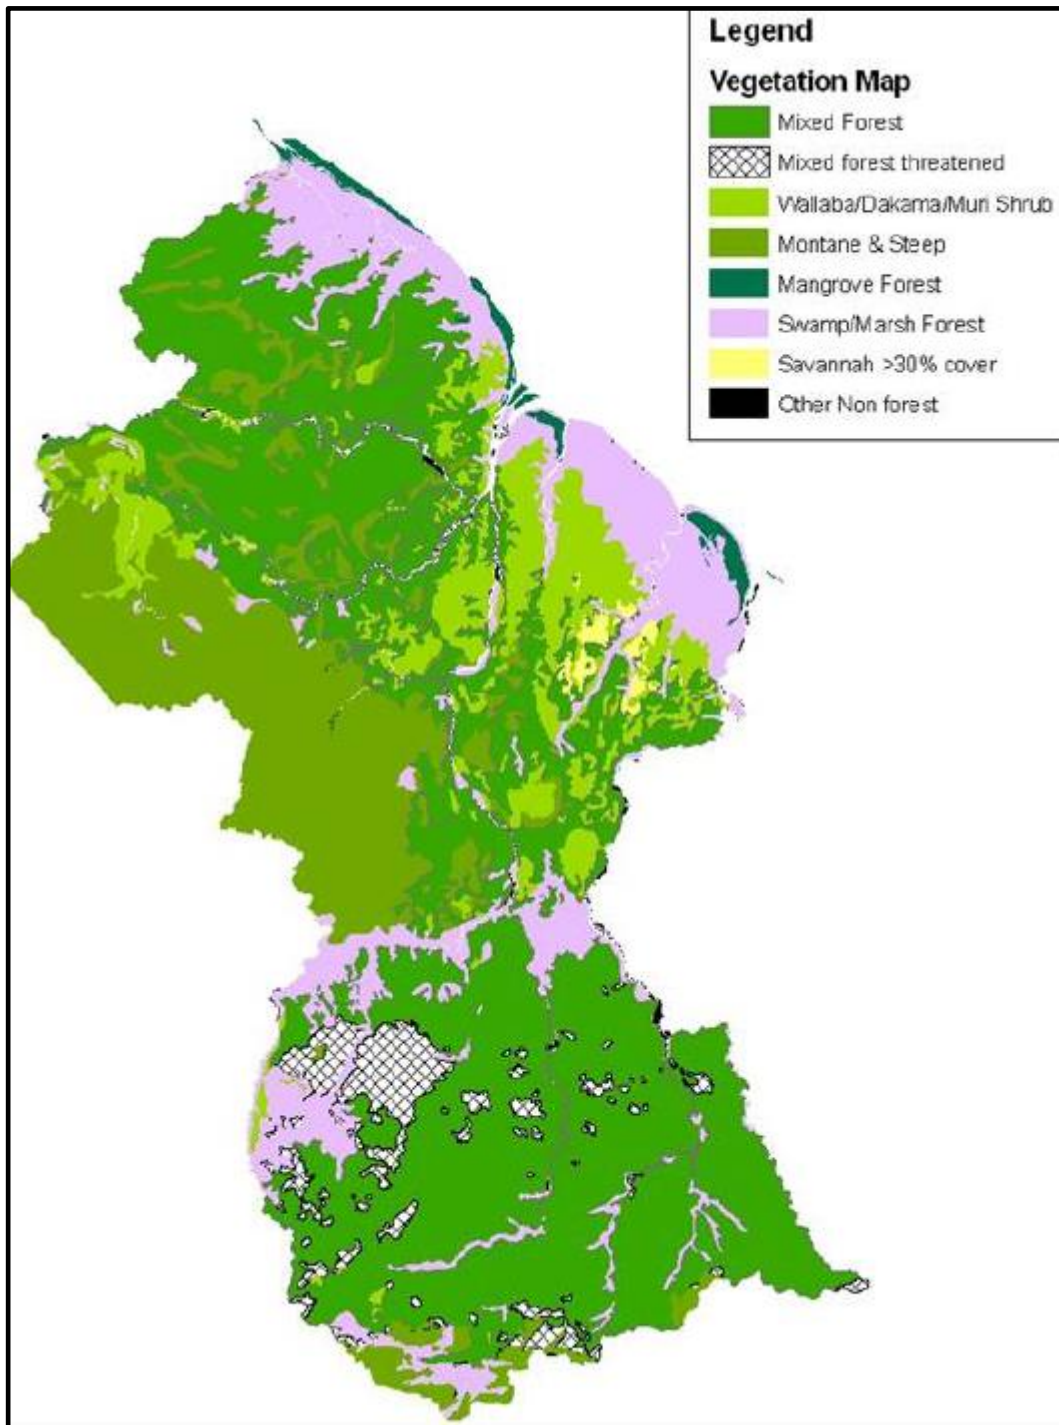 Legend
Vegetation Map
Mixed Forest
Mixed forest threatened
Wallaba/Dakama/Muri Shrub
Montane & Steep
Mangrove Forest
Swamp/Marsh Forest
Savannah >30% cover
Other Non forest